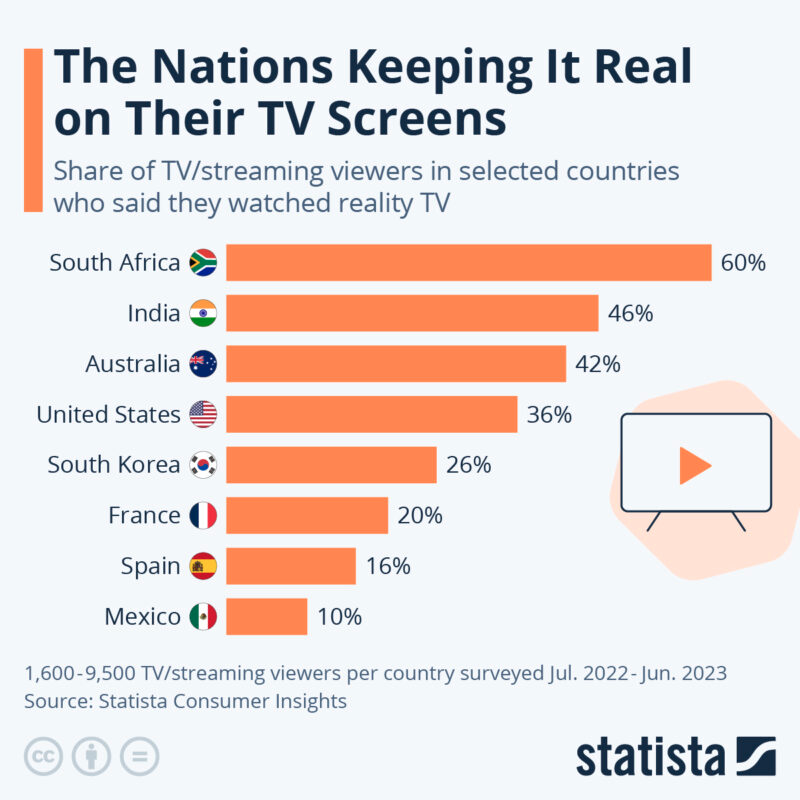 The Nations Keeping It Real
on Their TV Screens
Share of TV/streaming viewers in selected countries
who said they watched reality TV
South Africa 60%
India 46%
Australia 42%
United States 36%
South Korea 26%
France 20%
Spain 16%
Mexico 10%
1,600-9,500 TV/streaming viewers per country surveyed Jul. 2022-Jun. 2023
Source: Statista Consumer Insights
cc
statista